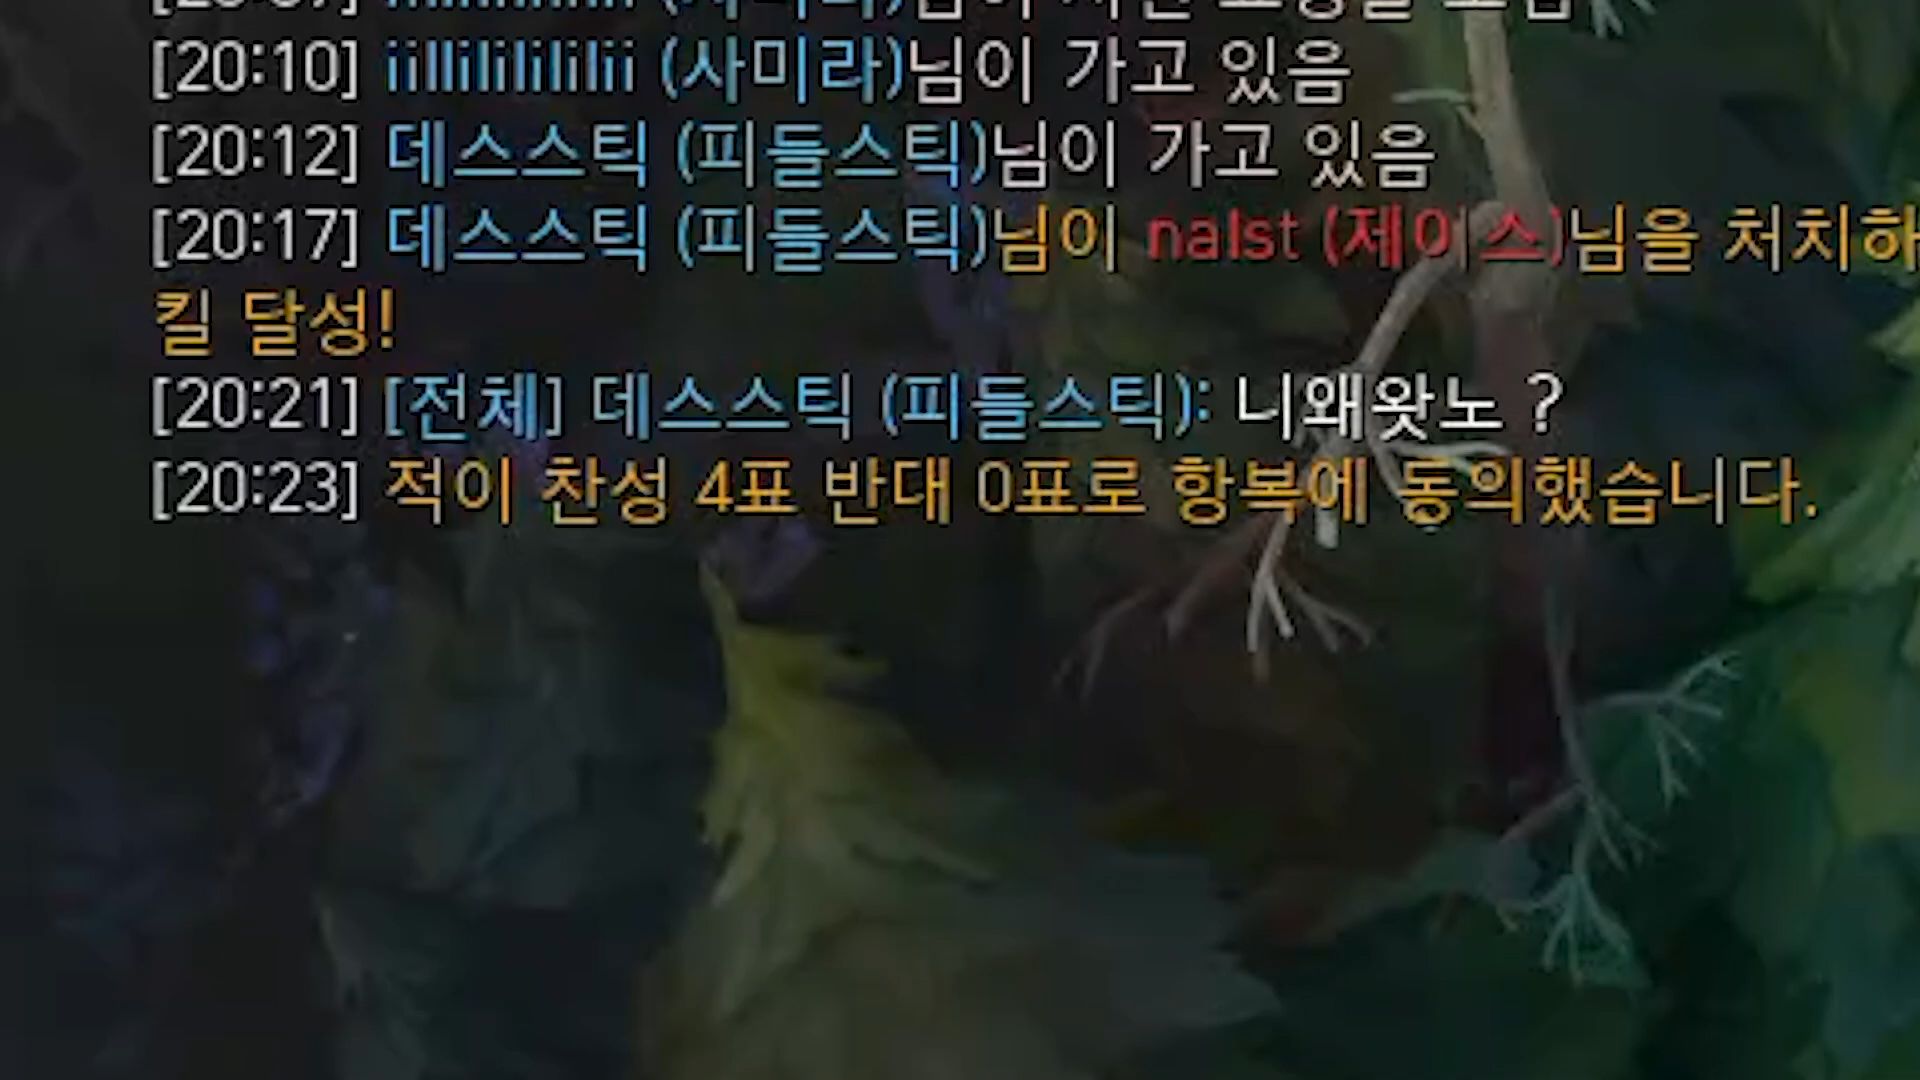 [20:10] iillilililililii (사미라)님이 가고 있음
[20:12] 데스스틱 (피들스틱)님이 가고 있음
[20:17] 데스스틱 (피들스틱)님이 nalst (제이스)님을 처치하
킬 달성!
[20:21] [전체] 데스스틱 (피들스틱): 니왜왓노 ?
[20:23] 적이 찬성 4표 반대 0표로 항복에 동의했습니다.